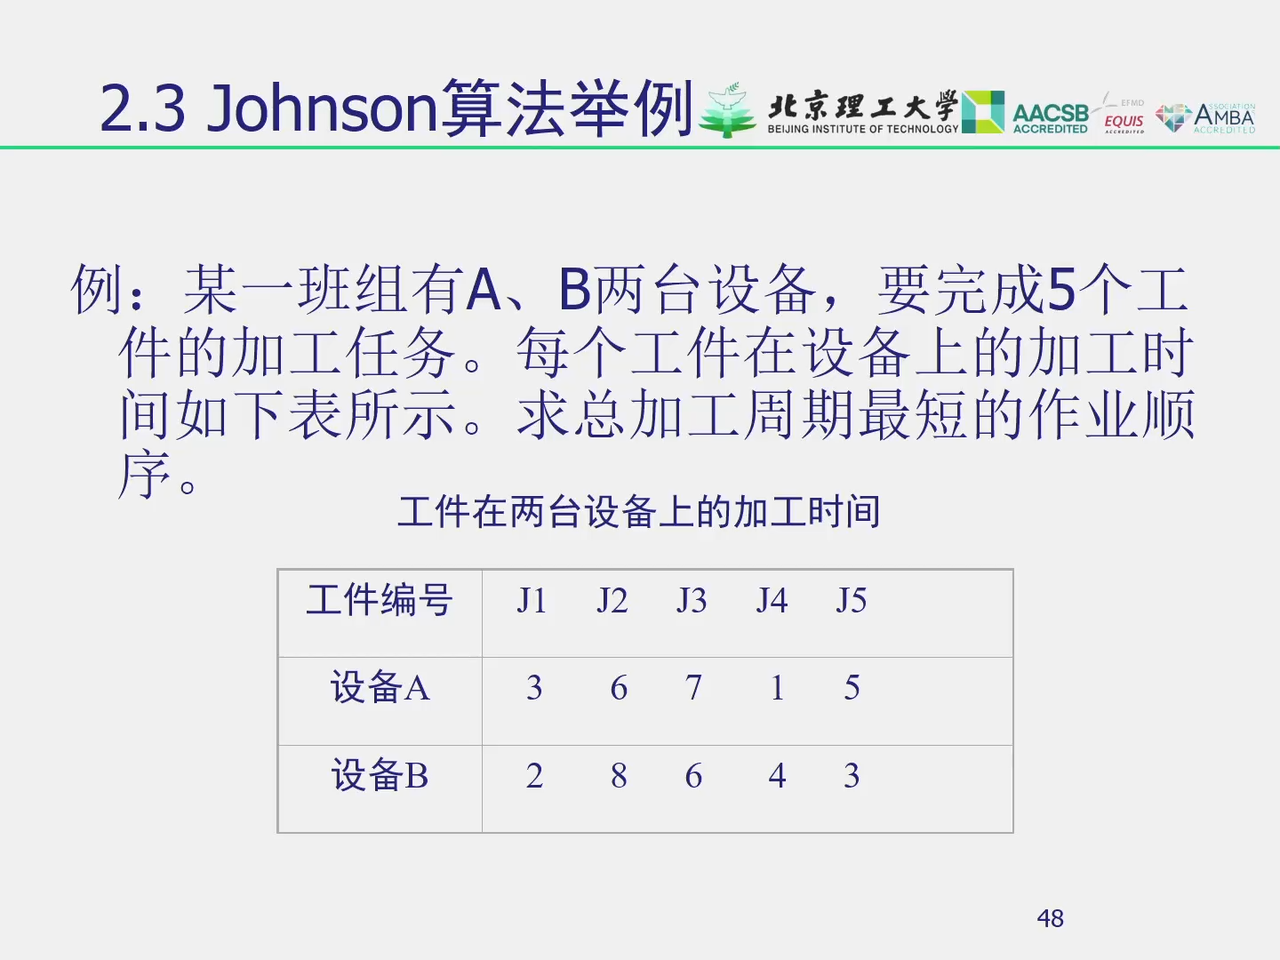 2.3 Johnson算法举例
北京理工大学
BEIJING INSTITUTE OF TECHNOLOGY
AACSB
ACCREDITED
EFMD
EQUIS
ACCREDITED
ASSOCIATION
AMBA
ACCREDITED
例：某一班组有A、B两台设备，要完成5个工
件的加工任务。每个工件在设备上的加工时
间如下表所示。求总加工周期最短的作业顺
序。
工件在两台设备上的加工时间
工件编号 J1 J2 J3 J4 J5
设备A 3 6 7 1 5
设备B 2 8 6 4 3
48